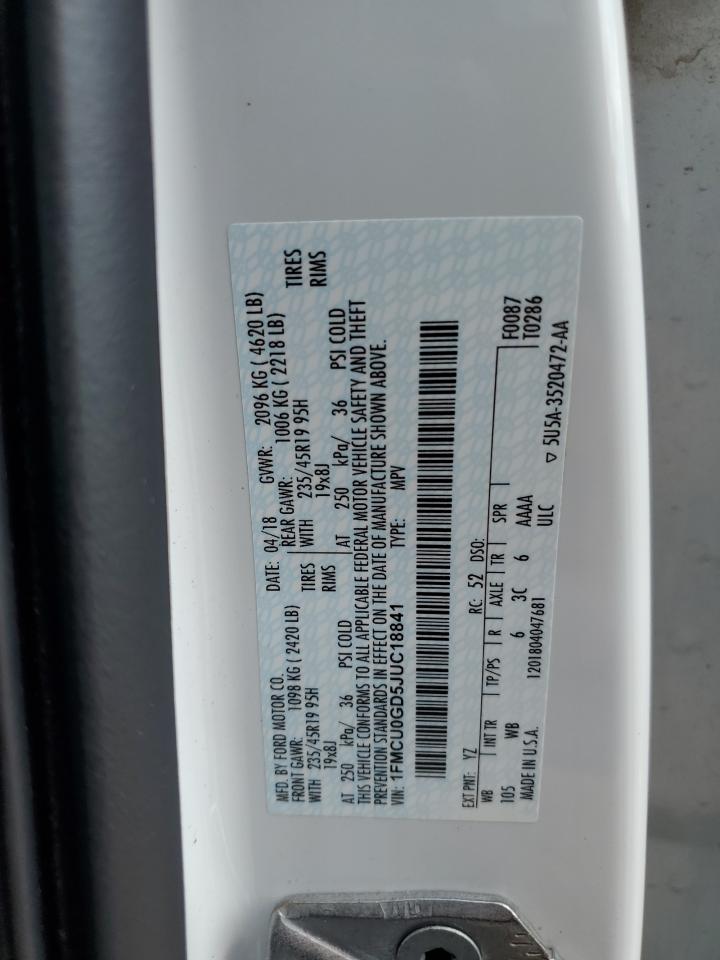 MFD. BY FORD MOTOR CO.
DATE: 04/18 GVWR: 2096 KG ( 4620 LB)
FRONT GAWR: 1098 KG ( 2420 LB) REAR GAWR: 1006 KG ( 2218 LB)
WITH 235/45R19 95H TIRES WITH 235/45R19 95H TIRES
19x8J RIMS 19x8J RIMS
AT 250 kPa/ 36 PSI COLD AT 250 kPa/ 36 PSI COLD
THIS VEHICLE CONFORMS TO ALL APPLICABLE FEDERAL MOTOR VEHICLE SAFETY AND THEFT
PREVENTION STANDARDS IN EFFECT ON THE DATE OF MANUFACTURE SHOWN ABOVE.
VIN: 1FMCU0GD5JUC18841 TYPE: MPV
EXT PNT: YZ RC: 52 DSO: F0087
WB INT TR TP/PS R AXLE TR SPR T0286
105 WB 6 3C 6 AAAA
MADE IN U.S.A. 1201804047681 ULC ▽ 5U5A-3520472-AA